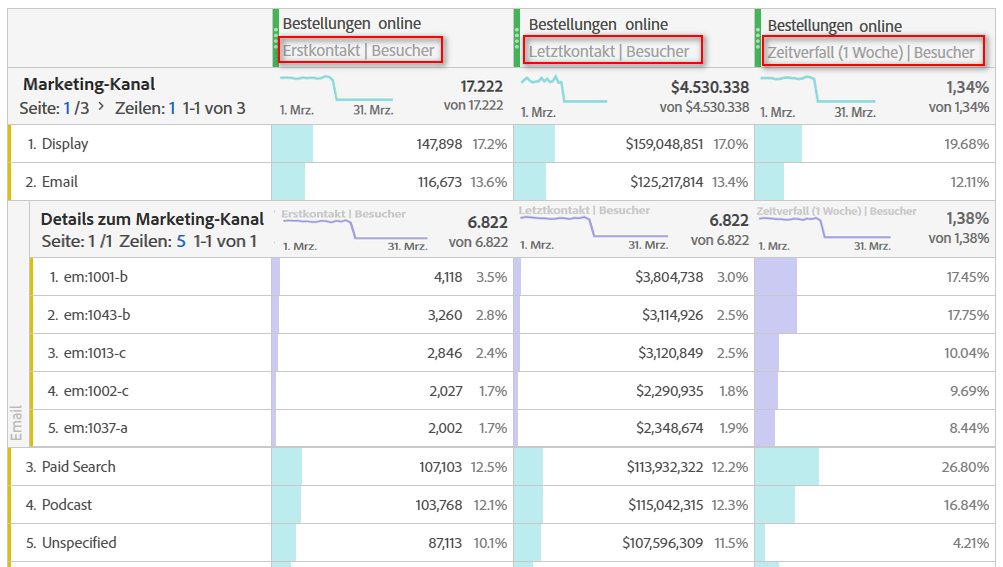 Bestellungen online Bestellungen online Bestellungen online
Erstkontakt | Besucher Letztkontakt | Besucher Zeitverfall (1 Woche) | Besucher
Marketing-Kanal 17.222 $4.530.338 1,34%
Seite: 1 /3 > Zeilen: 1 1-1 von 3 1. Mrz. 31. Mrz. von 17.222 1. Mrz. von $4.530.338 1. Mrz. 31. Mrz. von 1,34%
1. Display 147,898 17.2% $159,048,851 17.0% 19.68%
2. Email 116,673 13.6% $125,217,814 13.4% 12.11%
Details zum Marketing-Kanal Erstkontakt | Besucher 6.822 Letztkontakt | Besucher 6.822 Zeitverfall (1 Woche) | Besucher 1,38%
Seite: 1 /1 Zeilen: 5 1-1 von 1 1. Mrz. 31. Mrz. von 6.822 1. Mrz. 31. Mrz. von 6.822 1. Mrz. 31. Mrz. von 1,38%
1. em:1001-b 4,118 3.5% $3,804,738 3.0% 17.45%
2. em:1043-b 3,260 2.8% $3,114,926 2.5% 17.75%
3. em:1013-c 2,846 2.4% $3,120,849 2.5% 10.04%
4. em:1002-c 2,027 1.7% $2,290,935 1.8% 9.69%
Email
5. em:1037-a 2,002 1.7% $2,348,674 1.9% 8.44%
3. Paid Search 107,103 12.5% $113,932,322 12.2% 26.80%
4. Podcast 103,768 12.1% $115,042,315 12.3% 16.84%
5. Unspecified 87,113 10.1% $107,596,309 11.5% 4.21%